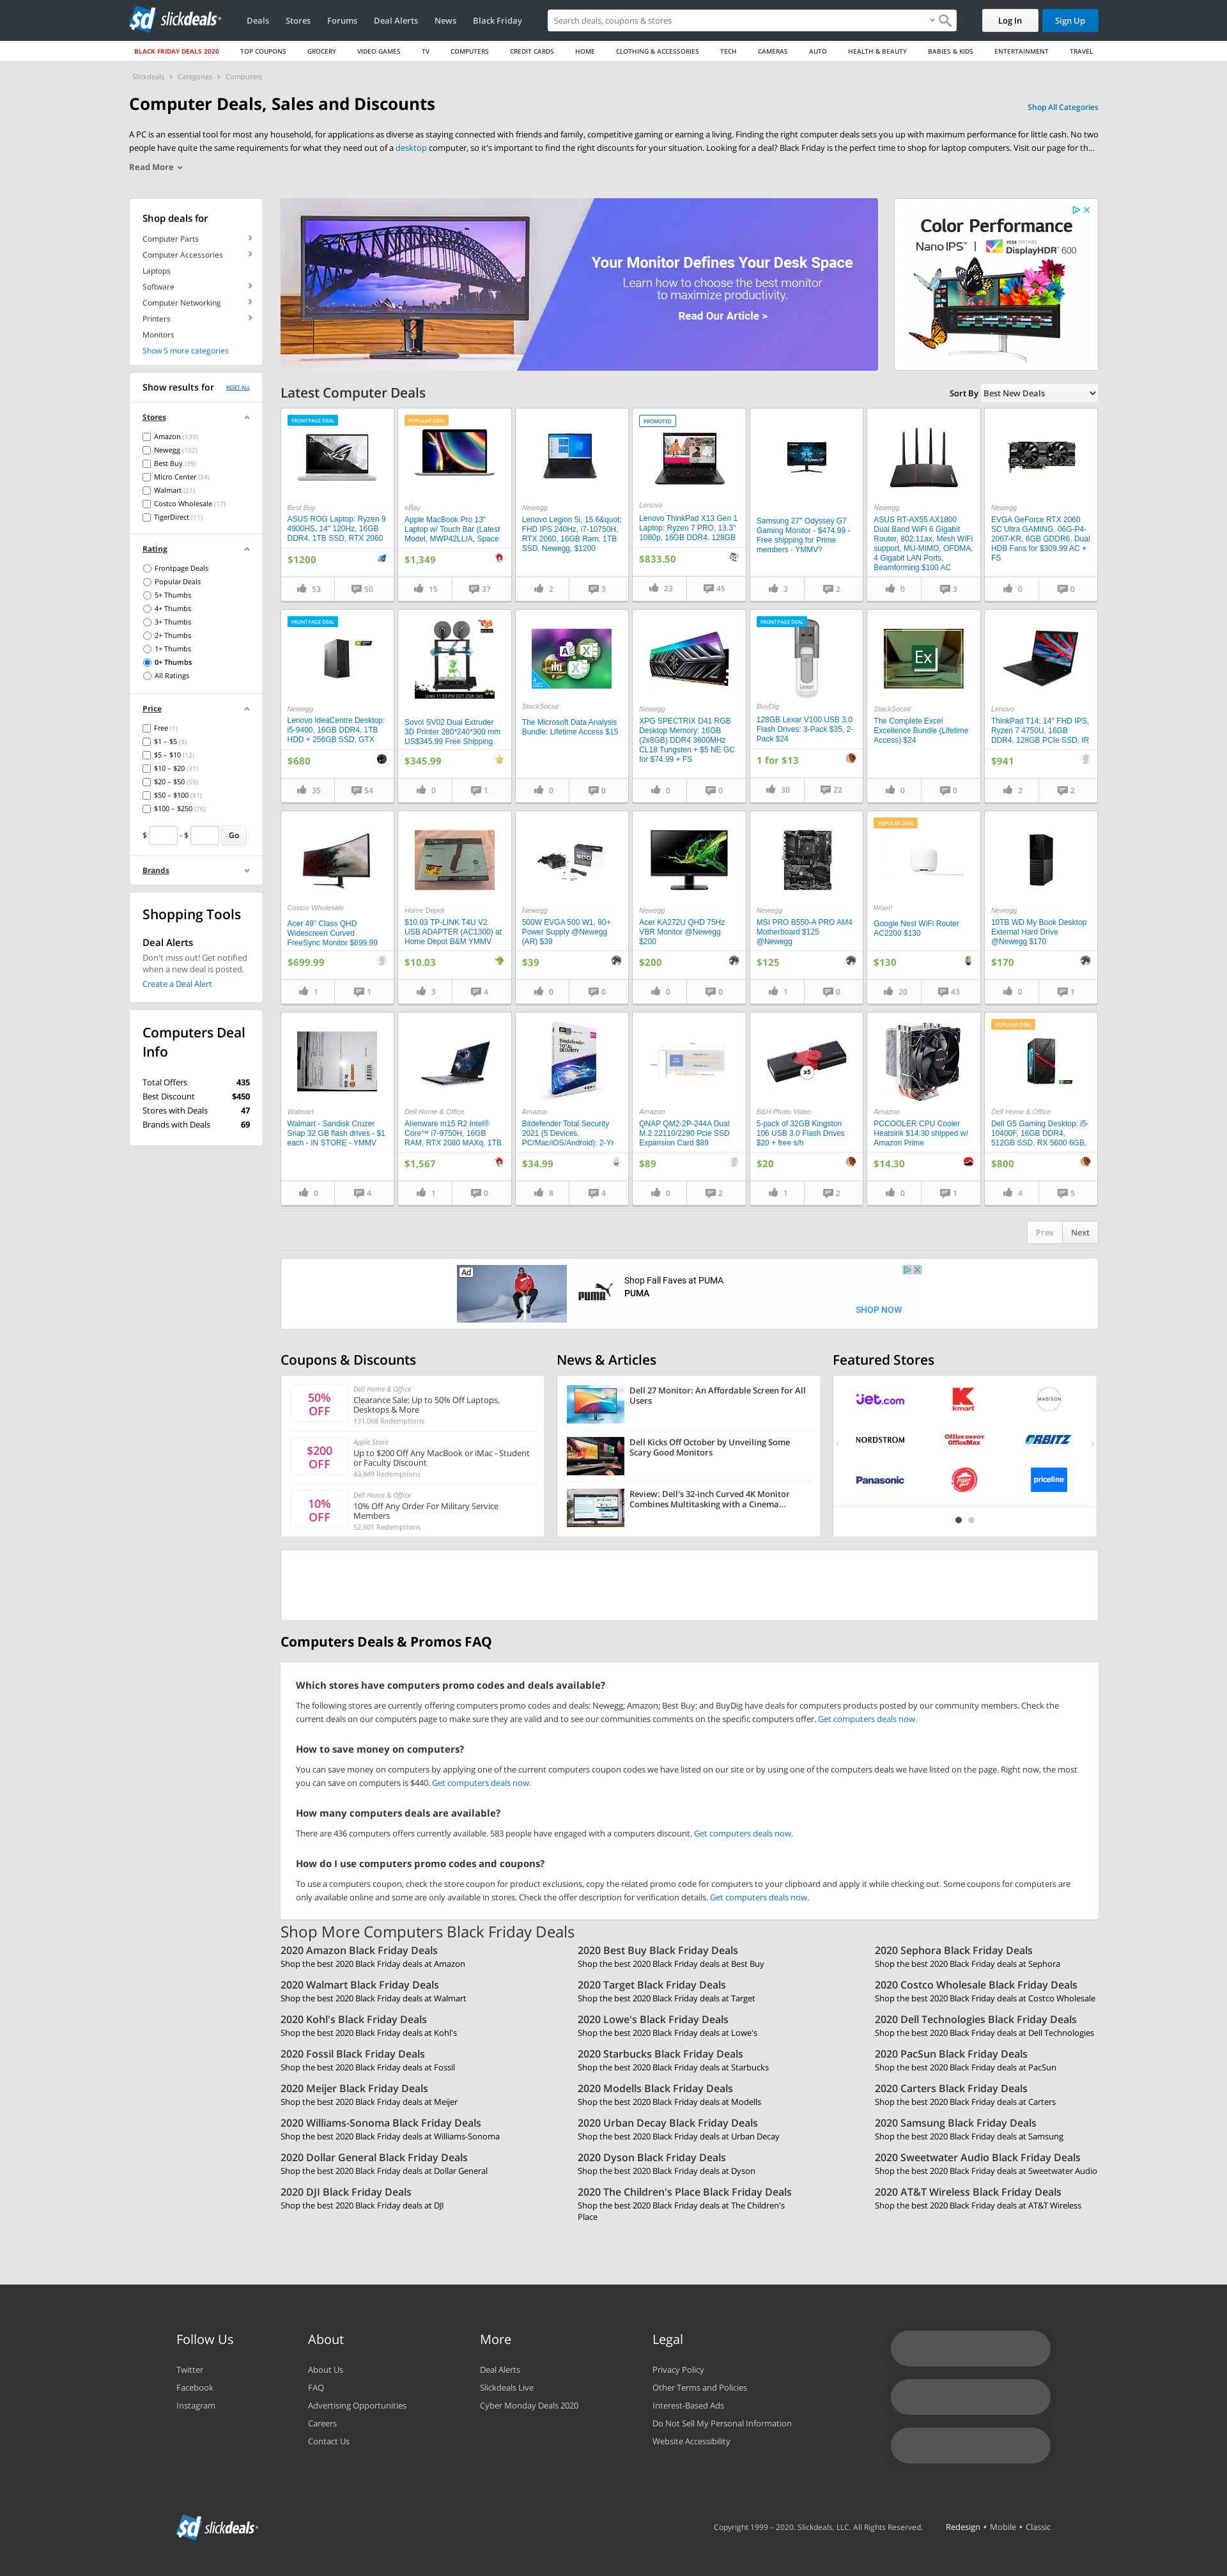 slickdeals
Deals
Stores
Forums
Deal Alerts
News
Black Friday
Search deals, coupons & stores
Log In
Sign Up
BLACK FRIDAY DEALS 2020
TOP COUPONS
GROCERY
VIDEO GAMES
TV
COMPUTERS
CREDIT CARDS
HOME
CLOTHING & ACCESSORIES
TECH
CAMERAS
AUTO
HEALTH & BEAUTY
BABIES & KIDS
ENTERTAINMENT
TRAVEL
Slickdeals › Categories › Computers
Computer Deals, Sales and Discounts
Shop All Categories
A PC is an essential tool for most any household, for applications as diverse as staying connected with friends and family, competitive gaming or earning a living. Finding the right computer deals sets you up with maximum performance for little cash. No two
people have quite the same requirements for what they need out of a desktop computer, so it's important to find the right discounts for your situation. Looking for a deal? Black Friday is the perfect time to shop for laptop computers. Visit our page for th...
Read More
Shop deals for
Computer Parts
Computer Accessories
Laptops
Software
Computer Networking
Printers
Monitors
Show 5 more categories
Show results for
RESET ALL
Stores
Amazon (135)
Newegg (102)
Best Buy (39)
Micro Center (24)
Walmart (21)
Costco Wholesale (17)
TigerDirect (11)
Rating
Frontpage Deals
Popular Deals
5+ Thumbs
4+ Thumbs
3+ Thumbs
2+ Thumbs
1+ Thumbs
0+ Thumbs
All Ratings
Price
Free (1)
$1 – $5 (3)
$5 – $10 (12)
$10 – $20 (31)
$20 – $50 (55)
$50 – $100 (81)
$100 – $250 (76)
$ - $ Go
Brands
Shopping Tools
Deal Alerts
Don't miss out! Get notified
when a new deal is posted.
Create a Deal Alert
Computers Deal
Info
Total Offers 435
Best Discount $450
Stores with Deals 47
Brands with Deals 69
Your Monitor Defines Your Desk Space
Learn how to choose the best monitor
to maximize productivity.
Read Our Article >
Color Performance
Nano IPS™ | VESA CERTIFIED DisplayHDR™ 600
Latest Computer Deals
Sort By Best New Deals
FRONTPAGE DEAL
Best Buy
ASUS ROG Laptop: Ryzen 9
4900HS, 14" 120Hz, 16GB
DDR4, 1TB SSD, RTX 2060
$1200
53 50
POPULAR DEAL
eBay
Apple MacBook Pro 13"
Laptop w/ Touch Bar (Latest
Model, MWP42LL/A, Space
$1,349
15 37
Newegg
Lenovo Legion 5i, 15.6&quot;
FHD IPS 240Hz, i7-10750H,
RTX 2060, 16GB Ram, 1TB
SSD, Newegg, $1200
2 3
PROMOTED
Lenovo
Lenovo ThinkPad X13 Gen 1
Laptop: Ryzen 7 PRO, 13.3"
1080p, 16GB DDR4, 128GB
$833.50
23 45
Samsung 27" Odyssey G7
Gaming Monitor - $474.99 -
Free shipping for Prime
members - YMMV?
3 2
Newegg
ASUS RT-AX55 AX1800
Dual Band WiFi 6 Gigabit
Router, 802.11ax, Mesh WiFi
support, MU-MIMO, OFDMA,
4 Gigabit LAN Ports,
Beamforming $100 AC
0 3
Newegg
EVGA GeForce RTX 2060
SC Ultra GAMING, 06G-P4-
2067-KR, 6GB GDDR6, Dual
HDB Fans for $309.99 AC +
FS
0 0
FRONTPAGE DEAL
Newegg
Lenovo IdeaCentre Desktop:
i5-9400, 16GB DDR4, 1TB
HDD + 256GB SSD, GTX
$680
35 54
Until 11:59 PM EDT 25th Oct.
Sovol SV02 Dual Extruder
3D Printer 280*240*300 mm
US$345.99 Free Shipping
$345.99
0 1
StackSocial
The Microsoft Data Analysis
Bundle: Lifetime Access $15
0 0
Newegg
XPG SPECTRIX D41 RGB
Desktop Memory: 16GB
(2x8GB) DDR4 3600MHz
CL18 Tungsten + $5 NE GC
for $74.99 + FS
0 0
FRONTPAGE DEAL
Lexar
BuyDig
128GB Lexar V100 USB 3.0
Flash Drives: 3-Pack $35, 2-
Pack $24
1 for $13
30 22
Ex
StackSocial
The Complete Excel
Excellence Bundle (Lifetime
Access) $24
0 0
Lenovo
ThinkPad T14: 14" FHD IPS,
Ryzen 7 4750U, 16GB
DDR4, 128GB PCIe SSD, IR
$941
2 2
Costco Wholesale
Acer 49" Class QHD
Widescreen Curved
FreeSync Monitor $699.99
$699.99
1 1
Home Depot
$10.03 TP-LINK T4U V2
USB ADAPTER (AC1300) at
Home Depot B&M YMMV
$10.03
3 4
Newegg
500W EVGA 500 W1, 80+
Power Supply @Newegg
(AR) $39
$39
0 0
Newegg
Acer KA272U QHD 75Hz
VBR Monitor @Newegg
$200
$200
0 0
Newegg
MSI PRO B550-A PRO AM4
Motherboard $125
@Newegg
$125
1 0
POPULAR DEAL
Woot!
Google Nest WiFi Router
AC2200 $130
$130
20 43
Newegg
10TB WD My Book Desktop
External Hard Drive
@Newegg $170
$170
0 1
Walmart
Walmart - Sandisk Cruzer
Snap 32 GB flash drives - $1
each - IN STORE - YMMV
0 4
Dell Home & Office
Alienware m15 R2 Intel®
Core™ i7-9750H, 16GB
RAM, RTX 2080 MAXq, 1TB
$1,567
1 0
Bitdefender
TOTAL
SECURITY
Amazon
Bitdefender Total Security
2021 (5 Devices,
PC/Mac/iOS/Android): 2-Yr
$34.99
8 4
Amazon
QNAP QM2-2P-244A Dual
M.2 22110/2280 Pcie SSD
Expansion Card $89
$89
0 2
x5
B&H Photo Video
5-pack of 32GB Kingston
106 USB 3.0 Flash Drives
$20 + free s/h
$20
1 2
Amazon
PCCOOLER CPU Cooler
Heatsink $14.30 shipped w/
Amazon Prime
$14.30
0 1
POPULAR DEAL
Dell Home & Office
Dell G5 Gaming Desktop: i5-
10400F, 16GB DDR4,
512GB SSD, RX 5600 6GB,
$800
4 5
Prev Next
Ad
PUMA
Shop Fall Faves at PUMA
PUMA
SHOP NOW
Coupons & Discounts
50%
OFF
Dell Home & Office
Clearance Sale: Up to 50% Off Laptops,
Desktops & More
131,068 Redemptions
$200
OFF
Apple Store
Up to $200 Off Any MacBook or iMac - Student
or Faculty Discount
43,849 Redemptions
10%
OFF
Dell Home & Office
10% Off Any Order For Military Service
Members
52,601 Redemptions
News & Articles
Dell 27 Monitor: An Affordable Screen for All
Users
Dell Kicks Off October by Unveiling Some
Scary Good Monitors
Review: Dell's 32-inch Curved 4K Monitor
Combines Multitasking with a Cinema...
Featured Stores
jet.com
kmart
MADISON
NORDSTROM
Office DEPOT
OfficeMax
ORBITZ
Panasonic
Pizza Hut
priceline
Computers Deals & Promos FAQ
Which stores have computers promo codes and deals available?
The following stores are currently offering computers promo codes and deals: Newegg; Amazon; Best Buy; and BuyDig have deals for computers products posted by our community members. Check the
current deals on our computers page to make sure they are valid and to see our communities comments on the specific computers offer. Get computers deals now.
How to save money on computers?
You can save money on computers by applying one of the current computers coupon code we have listed on our site or by using one of the computers deals we have listed on the page. Right now, the most
you can save on computers is $440. Get computers deals now.
How many computers deals are available?
There are 436 computers offers currently available. 583 people have engaged with a computers discount. Get computers deals now.
How do I use computers promo codes and coupons?
To use a computers coupon, check the store coupon for product exclusions, copy the related promo code for computers to your clipboard and apply it while checking out. Some coupons for computers are
only available online and some are only available in stores. Check the offer description for verification details. Get computers deals now.
Shop More Computers Black Friday Deals
2020 Amazon Black Friday Deals
Shop the best 2020 Black Friday deals at Amazon
2020 Best Buy Black Friday Deals
Shop the best 2020 Black Friday deals at Best Buy
2020 Sephora Black Friday Deals
Shop the best 2020 Black Friday deals at Sephora
2020 Walmart Black Friday Deals
Shop the best 2020 Black Friday deals at Walmart
2020 Target Black Friday Deals
Shop the best 2020 Black Friday deals at Target
2020 Costco Wholesale Black Friday Deals
Shop the best 2020 Black Friday deals at Costco Wholesale
2020 Kohl's Black Friday Deals
Shop the best 2020 Black Friday deals at Kohl's
2020 Lowe's Black Friday Deals
Shop the best 2020 Black Friday deals at Lowe's
2020 Dell Technologies Black Friday Deals
Shop the best 2020 Black Friday deals at Dell Technologies
2020 Fossil Black Friday Deals
Shop the best 2020 Black Friday deals at Fossil
2020 Starbucks Black Friday Deals
Shop the best 2020 Black Friday deals at Starbucks
2020 PacSun Black Friday Deals
Shop the best 2020 Black Friday deals at PacSun
2020 Meijer Black Friday Deals
Shop the best 2020 Black Friday deals at Meijer
2020 Modells Black Friday Deals
Shop the best 2020 Black Friday deals at Modells
2020 Carters Black Friday Deals
Shop the best 2020 Black Friday deals at Carters
2020 Williams-Sonoma Black Friday Deals
Shop the best 2020 Black Friday deals at Williams-Sonoma
2020 Urban Decay Black Friday Deals
Shop the best 2020 Black Friday deals at Urban Decay
2020 Samsung Black Friday Deals
Shop the best 2020 Black Friday deals at Samsung
2020 Dollar General Black Friday Deals
Shop the best 2020 Black Friday deals at Dollar General
2020 Dyson Black Friday Deals
Shop the best 2020 Black Friday deals at Dyson
2020 Sweetwater Audio Black Friday Deals
Shop the best 2020 Black Friday deals at Sweetwater Audio
2020 DJI Black Friday Deals
Shop the best 2020 Black Friday deals at DJI
2020 The Children's Place Black Friday Deals
Shop the best 2020 Black Friday deals at The Children's
Place
2020 AT&T Wireless Black Friday Deals
Shop the best 2020 Black Friday deals at AT&T Wireless
Follow Us
Twitter
Facebook
Instagram
About
About Us
FAQ
Advertising Opportunities
Careers
Contact Us
More
Deal Alerts
Slickdeals Live
Cyber Monday Deals 2020
Legal
Privacy Policy
Other Terms and Policies
Interest-Based Ads
Do Not Sell My Personal Information
Website Accessibility
slickdeals
Copyright 1999 – 2020. Slickdeals, LLC. All Rights Reserved.
Redesign • Mobile • Classic